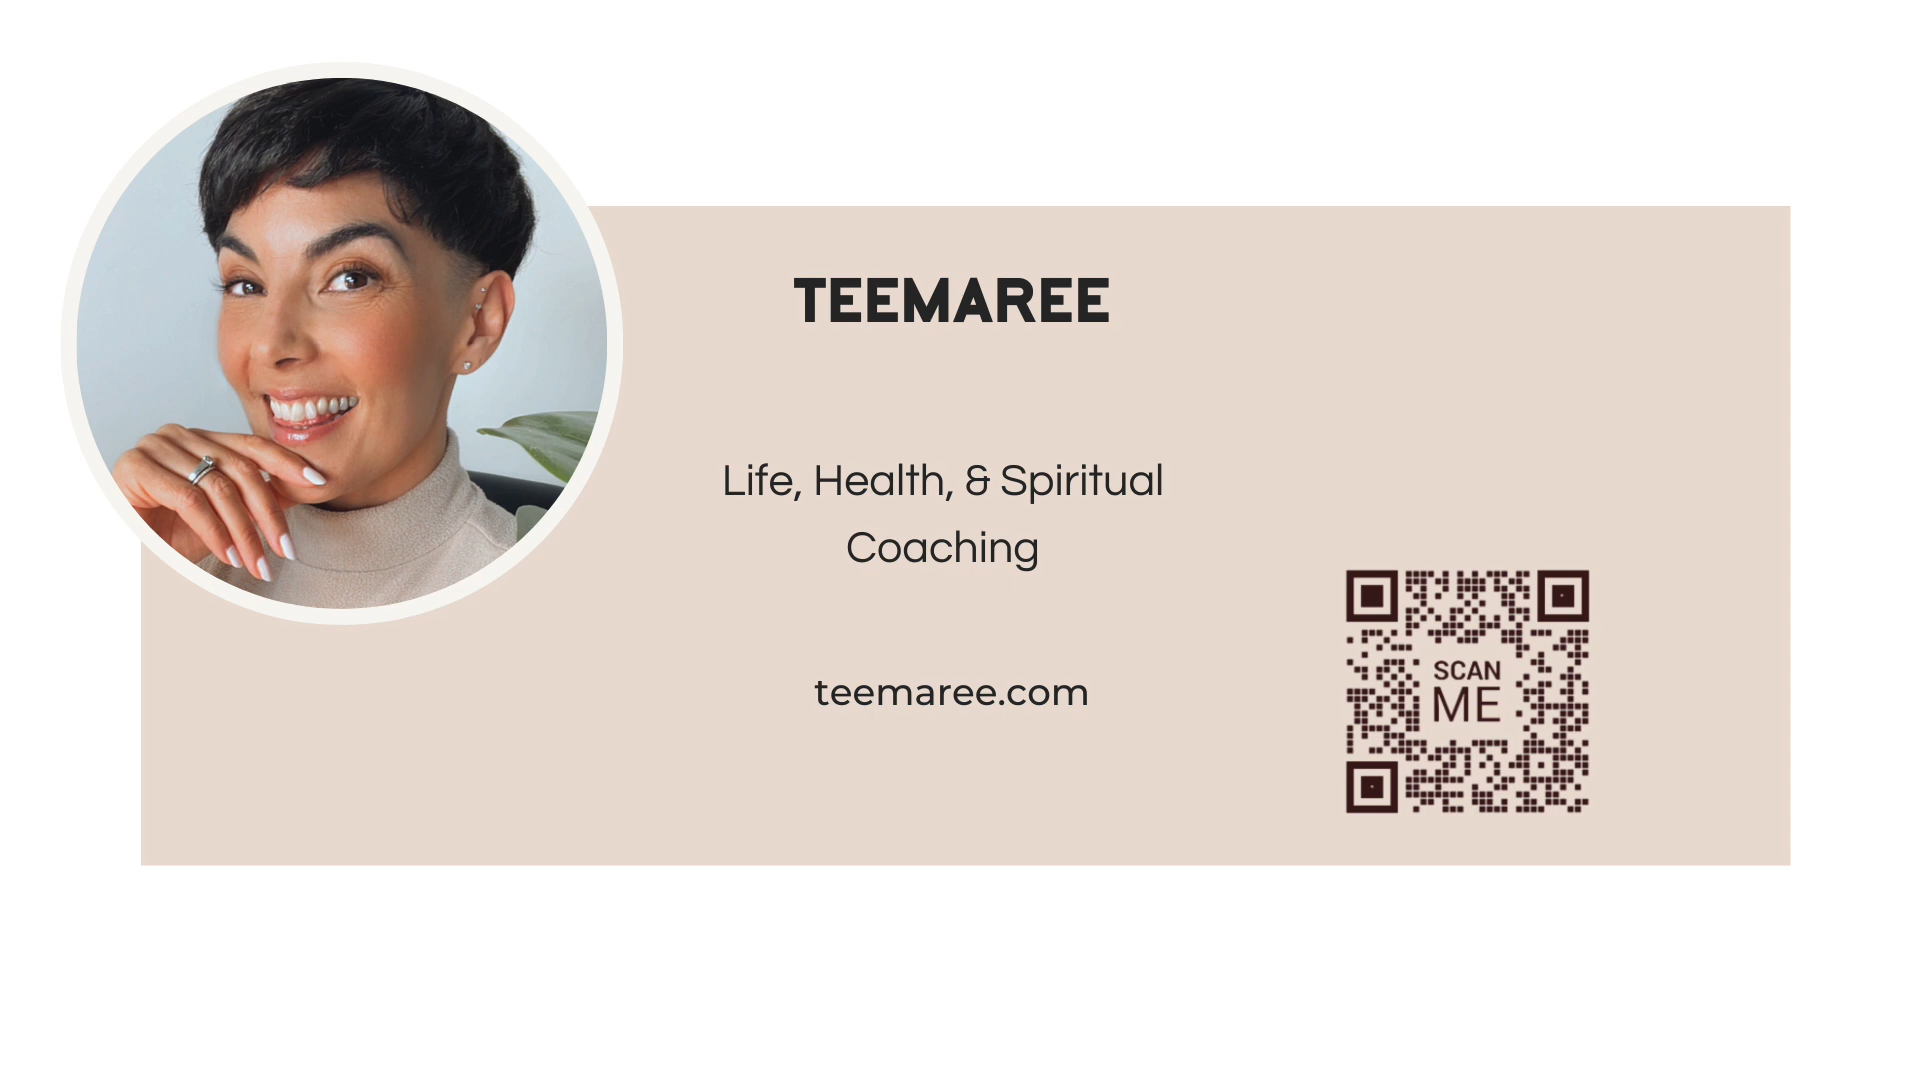 TEEMAREE
Life, Health, & Spiritual
Coaching
teemaree.com
SCAN
ME